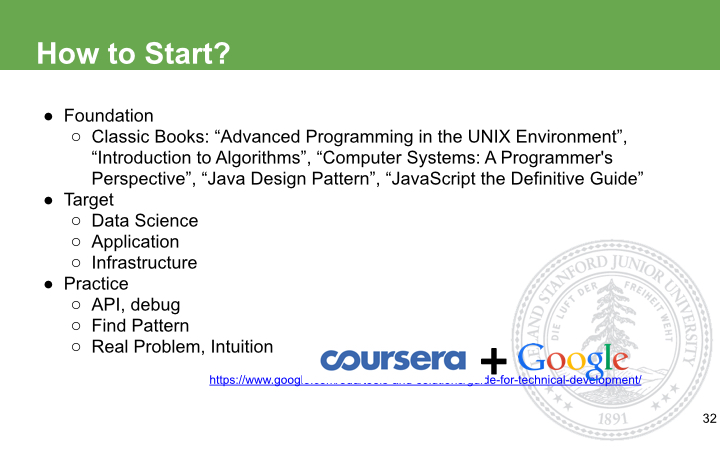 How to Start?
● Foundation
○ Classic Books: “Advanced Programming in the UNIX Environment”,
“Introduction to Algorithms”, “Computer Systems: A Programmer's
Perspective”, “Java Design Pattern”, “JavaScript the Definitive Guide”
● Target
○ Data Science
○ Application
○ Infrastructure
● Practice
○ API, debug
○ Find Pattern
○ Real Problem, Intuition
coursera + Google
https://www.goog
guide-for-technical-development/
LELAND STANFORD JUNIOR UNIVERSITY
DIE LUFT DER FREIHEIT WEHT
1891
32